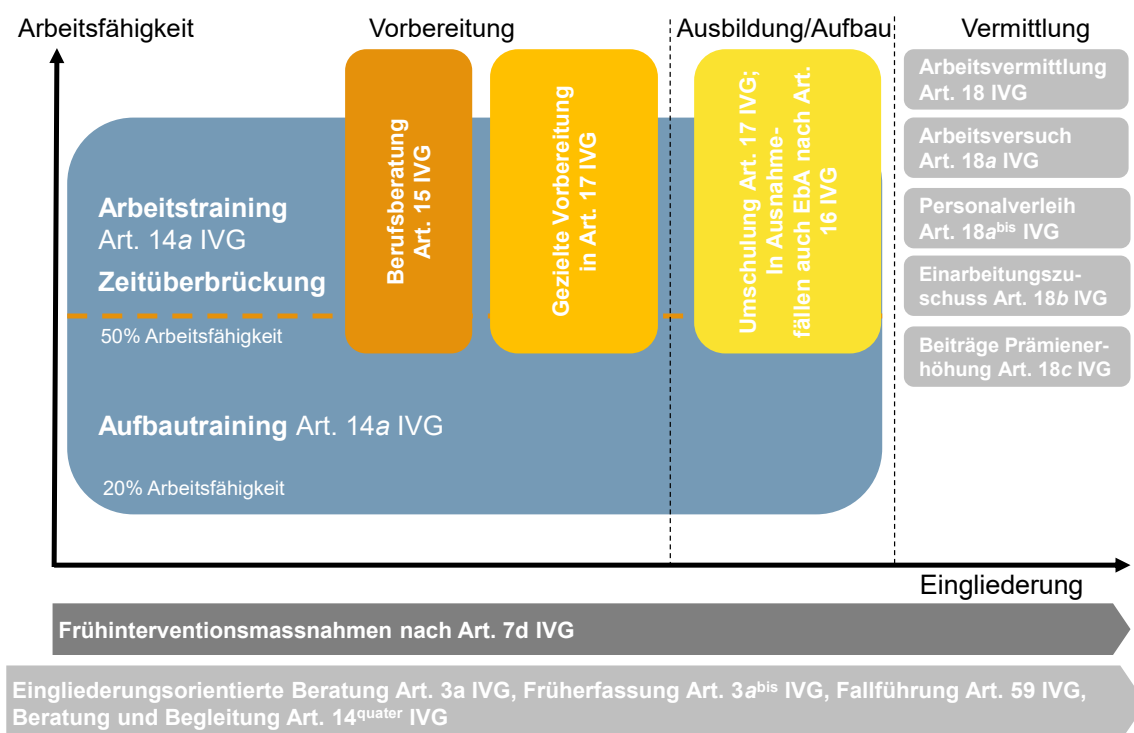 Arbeitsfähigkeit
Vorbereitung
Ausbildung/Aufbau
Vermittlung
Arbeitstraining
Art. 14a IVG
Zeitüberbrückung
50% Arbeitsfähigkeit
Aufbautraining Art. 14a IVG
20% Arbeitsfähigkeit
Berufsberatung
Art. 15 IVG
Gezielte Vorbereitung
in Art. 17 IVG
Umschulung Art. 17 IVG;
In Ausnahme-
fällen auch EbA nach Art.
16 IVG
Arbeitsvermittlung
Art. 18 IVG
Arbeitsversuch
Art. 18a IVG
Personalverleih
Art. 18abis IVG
Einarbeitungszu-
schuss Art. 18b IVG
Beiträge Prämiener-
höhung Art. 18c IVG
Eingliederung
Frühinterventionsmassnahmen nach Art. 7d IVG
Eingliederungsorientierte Beratung Art. 3a IVG, Früherfassung Art. 3abis IVG, Fallführung Art. 59 IVG,
Beratung und Begleitung Art. 14quater IVG